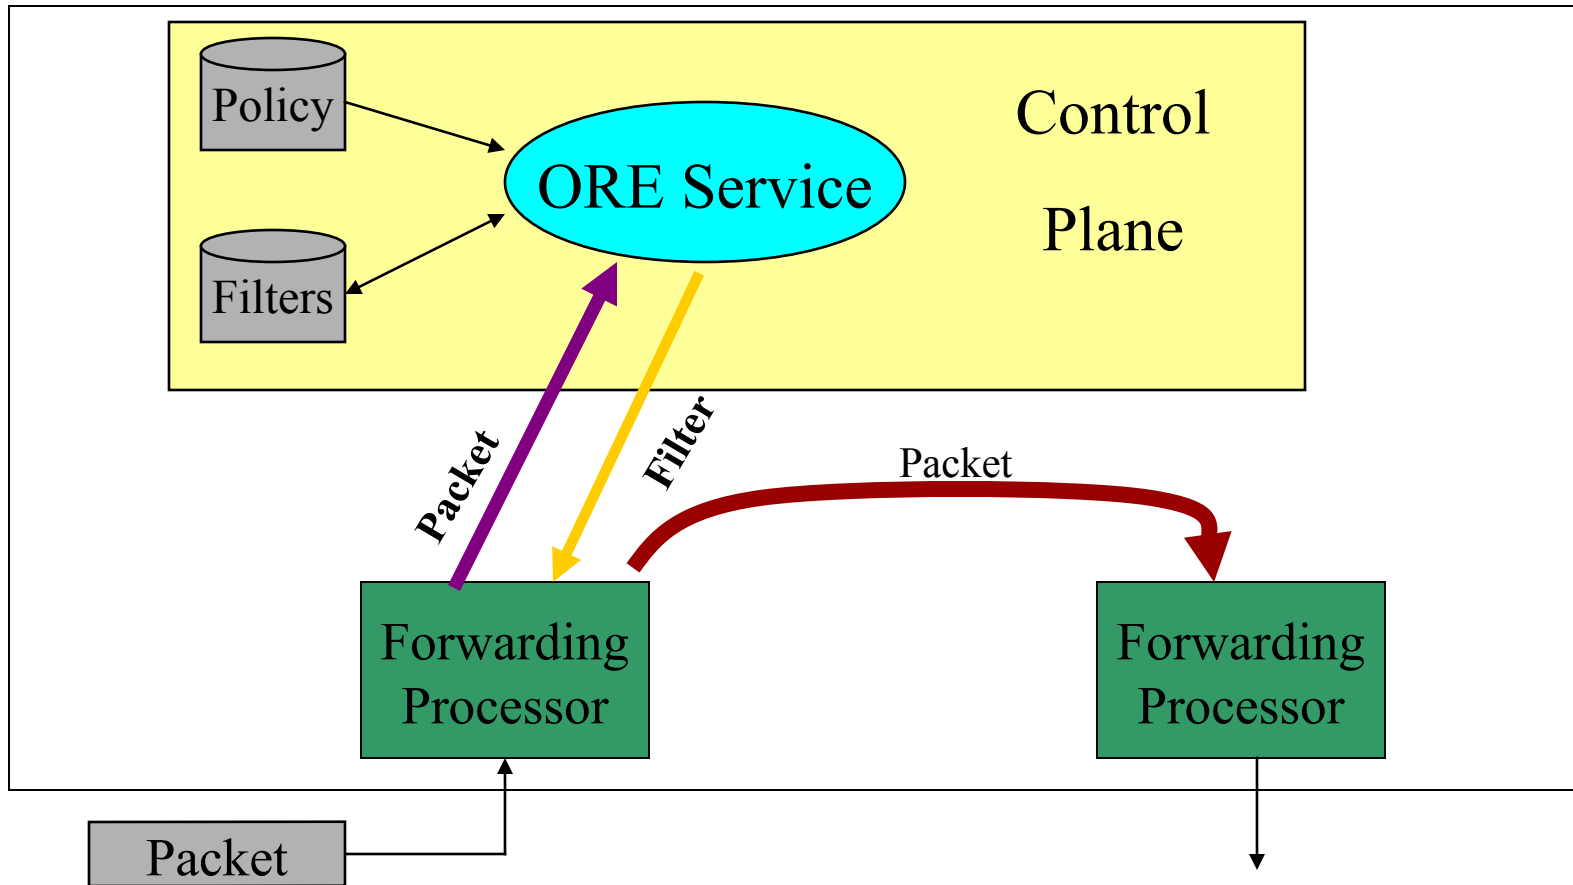 Policy
Control
ORE Service
Plane
Filters
Filter
Packet
Packet
Forwarding
Processor
Forwarding
Processor
Packet